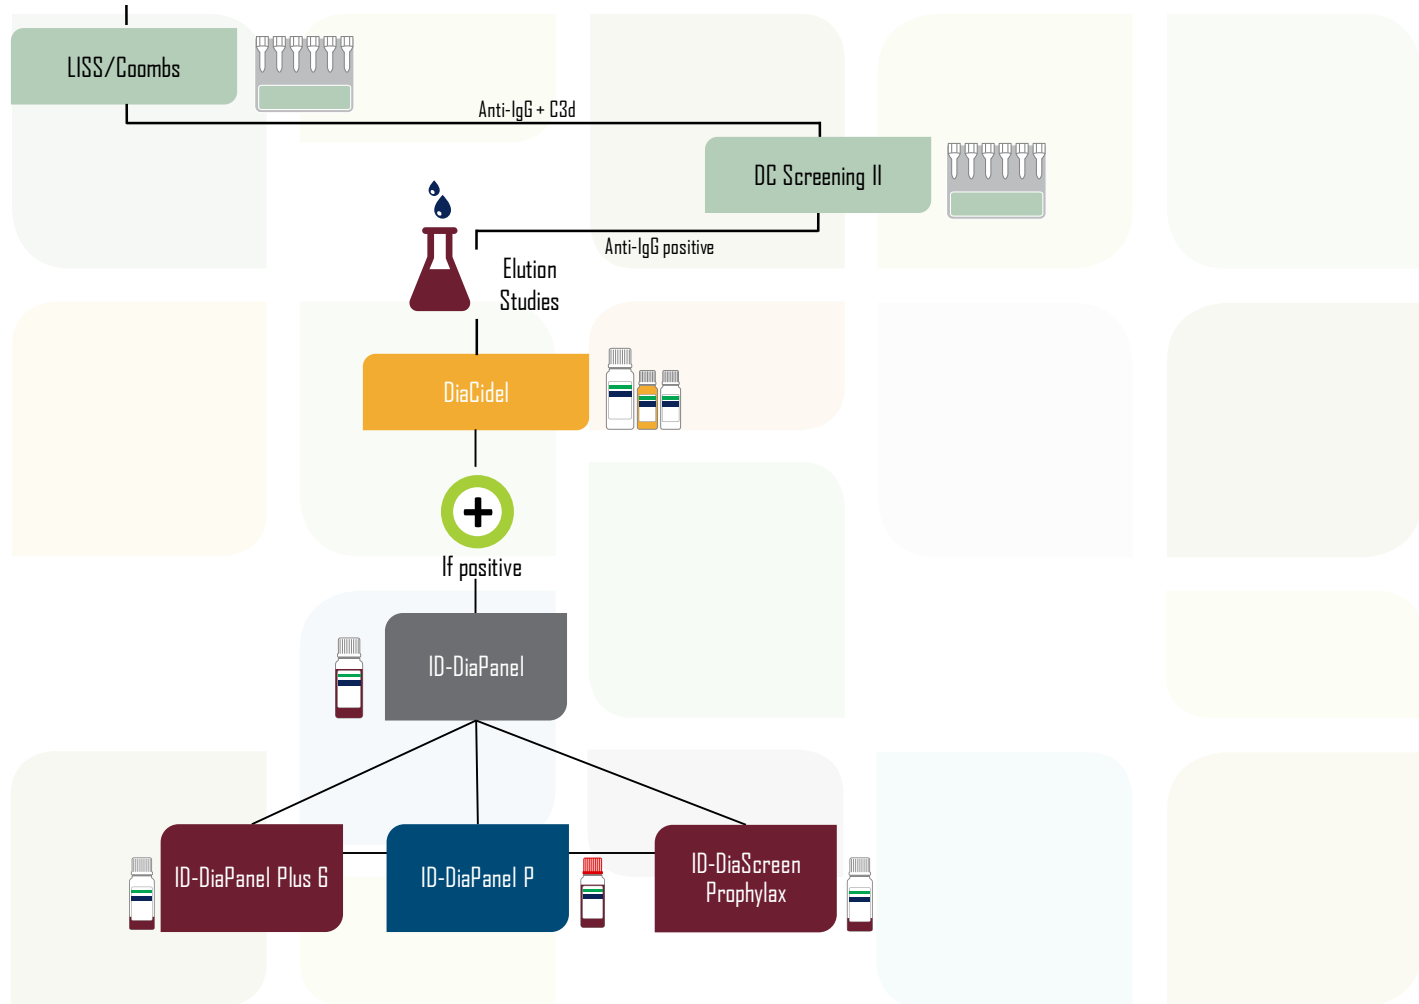 LISS/Coombs
Anti-IgG + C3d
DC Screening II
Anti-IgG positive
Elution
Studies
DiaCidel
If positive
ID-DiaPanel
ID-DiaPanel Plus 6
ID-DiaPanel P
ID-DiaScreen
Prophylax